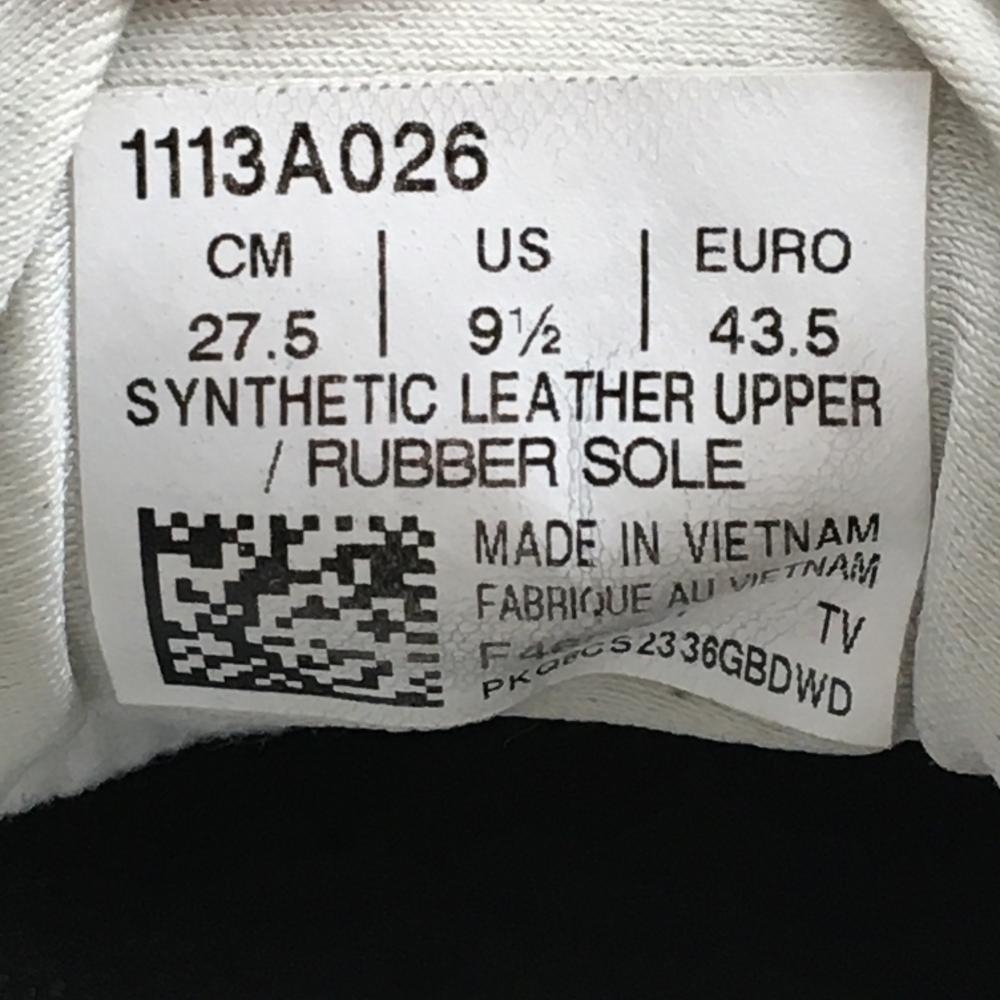 1113A026
CM | US | EURO
27.5 | 9½ | 43.5
SYNTHETIC LEATHER UPPER
/ RUBBER SOLE
MADE IN VIETNAM
FABRIQUE AU VIETNAM
TV